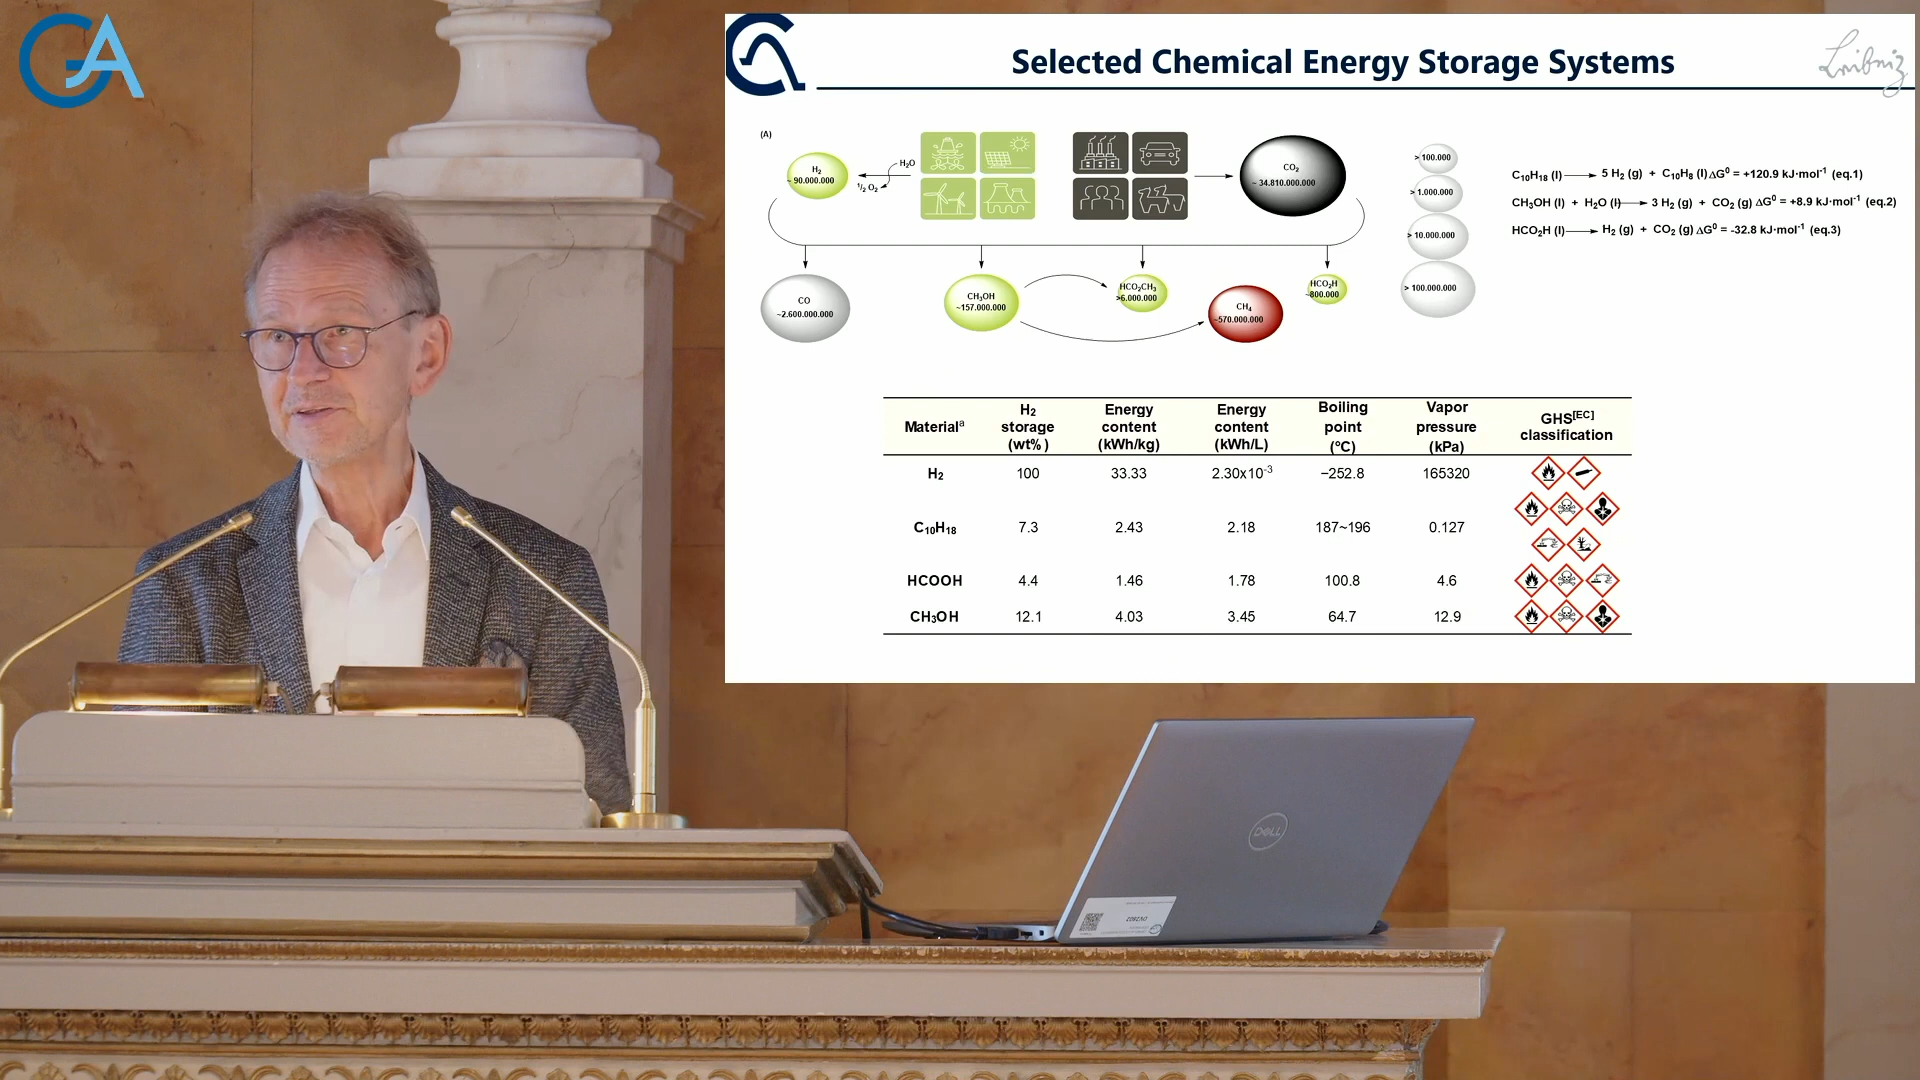 GA
Selected Chemical Energy Storage Systems
Leibniz
(A)
H₂
~ 90.000.000
H₂O
½ O₂
CO₂
~ 34.810.000.000
> 100.000
> 1.000.000
> 10.000.000
> 100.000.000
C₁₀H₁₈ (l) ⟶ 5 H₂ (g) + C₁₀H₈ (l) ΔG⁰ = +120.9 kJ·mol⁻¹ (eq.1)
CH₃OH (l) + H₂O (l) ⟶ 3 H₂ (g) + CO₂ (g) ΔG⁰ = +8.9 kJ·mol⁻¹ (eq.2)
HCO₂H (l) ⟶ H₂ (g) + CO₂ (g) ΔG⁰ = -32.8 kJ·mol⁻¹ (eq.3)
CO
~2.600.000.000
CH₃OH
~157.000.000
HCO₂CH₃
>6.000.000
CH₄
~570.000.000
HCO₂H
~800.000
Materialᵃ H₂ storage (wt%) Energy content (kWh/kg) Energy content (kWh/L) Boiling point (°C) Vapor pressure (kPa) GHS[EC] classification
H₂ 100 33.33 2.30x10⁻³ −252.8 165320
C₁₀H₁₈ 7.3 2.43 2.18 187~196 0.127
HCOOH 4.4 1.46 1.78 100.8 4.6
CH₃OH 12.1 4.03 3.45 64.7 12.9
DELL